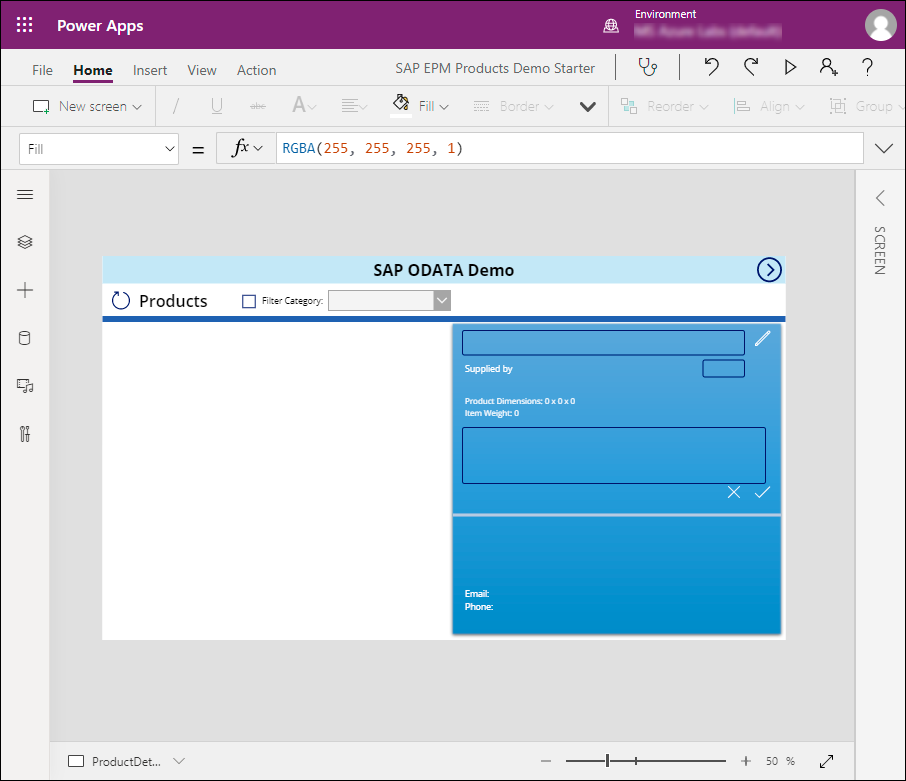 Power Apps
Environment
File Home Insert View Action SAP EPM Products Demo Starter
New screen / U abc A Fill Border Reorder Align Group
Fill = fx RGBA(255, 255, 255, 1)
SCREEN
SAP ODATA Demo
Products Filter Category:
Supplied by
Product Dimensions: 0 x 0 x 0
Item Weight: 0
Email:
Phone:
ProductDet... 50 %